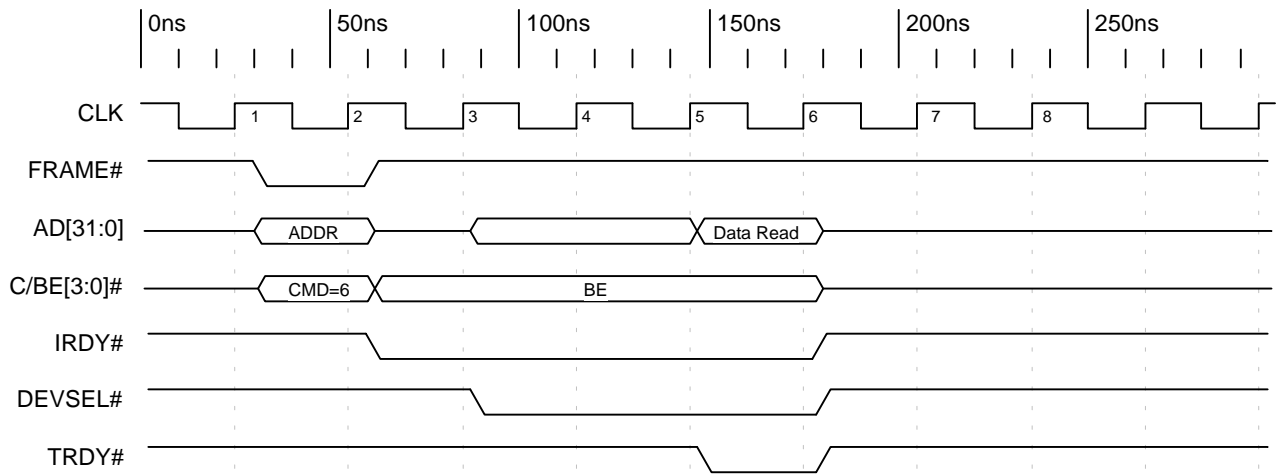 0ns 50ns 100ns 150ns 200ns 250ns
CLK 1 2 3 4 5 6 7 8
FRAME#
AD[31:0] ADDR Data Read
C/BE[3:0]# CMD=6 BE
IRDY#
DEVSEL#
TRDY#